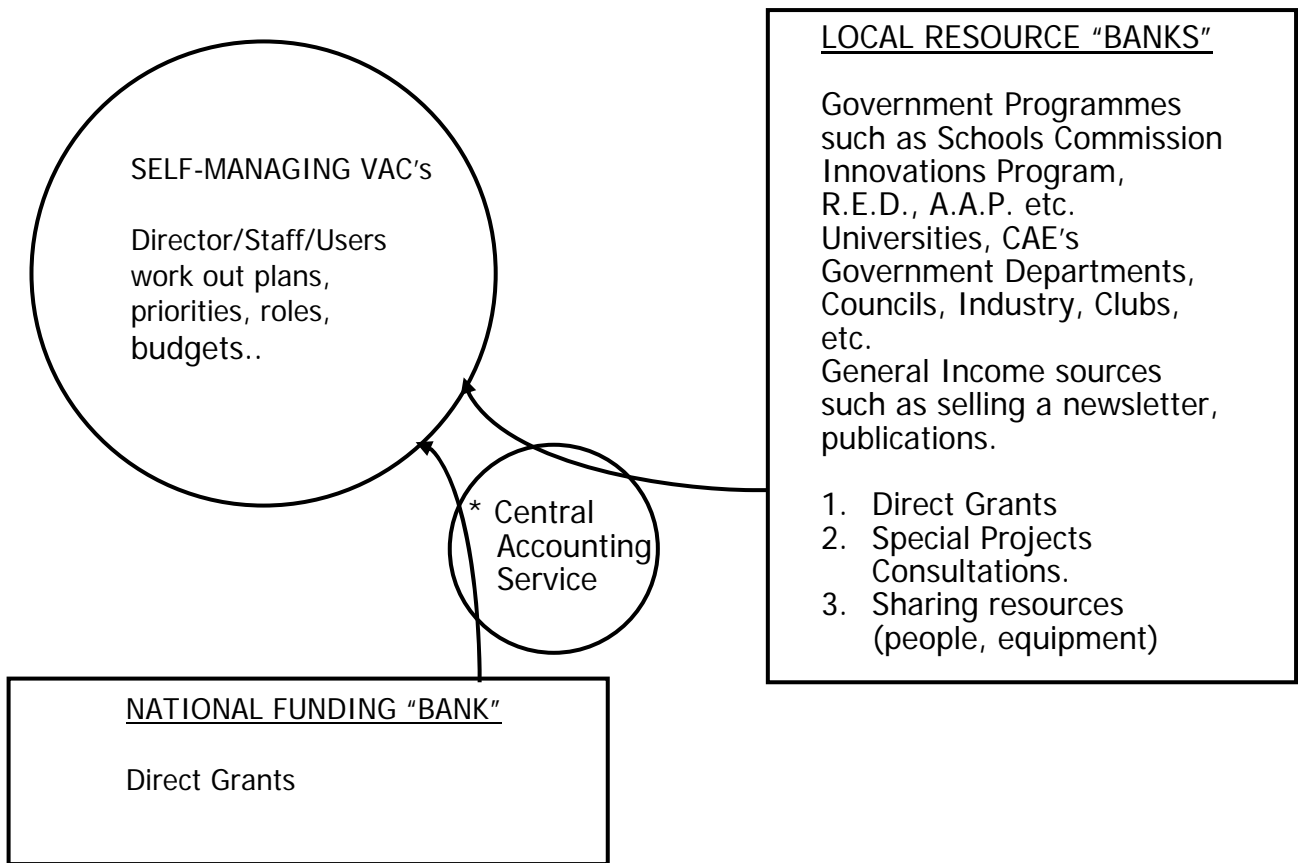 SELF-MANAGING VAC's
Director/Staff/Users
work out plans,
priorities, roles,
budgets..
LOCAL RESOURCE “BANKS”
Government Programmes
such as Schools Commission
Innovations Program,
R.E.D., A.A.P. etc.
Universities, CAE's
Government Departments,
Councils, Industry, Clubs,
etc.
General Income sources
such as selling a newsletter,
publications.
1. Direct Grants
2. Special Projects
Consultations.
3. Sharing resources
(people, equipment)
* Central
Accounting
Service
NATIONAL FUNDING “BANK”
Direct Grants